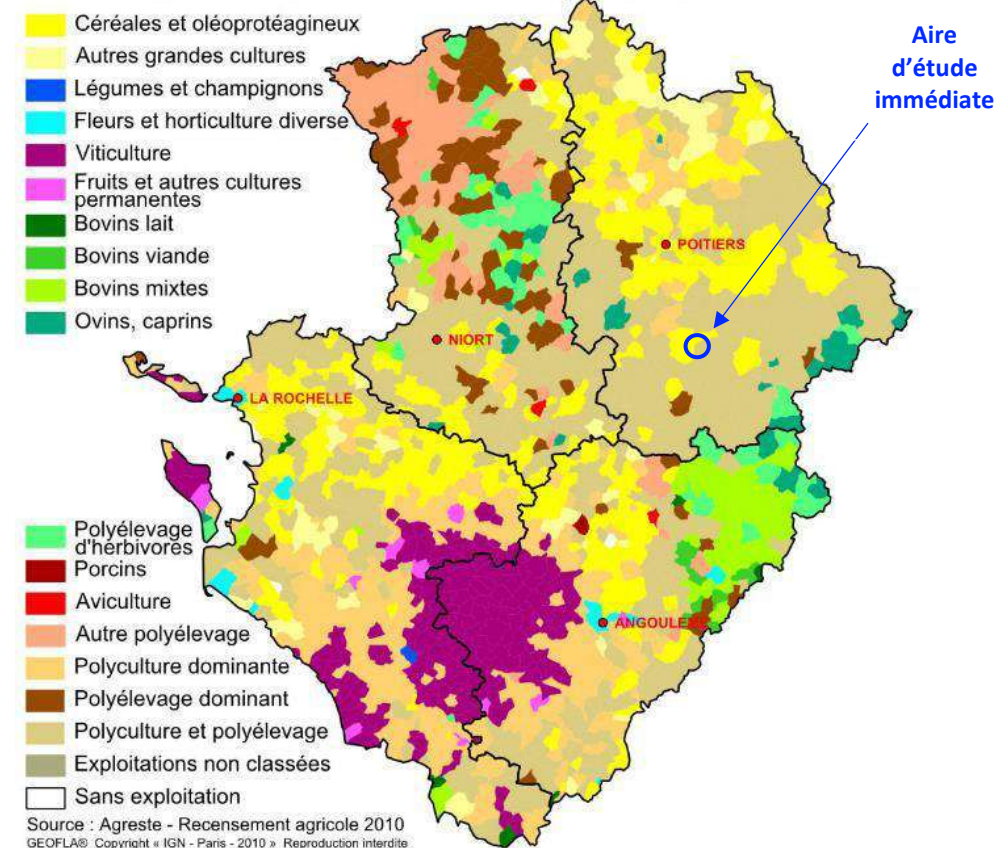 Céréales et oléoprotéagineux
Autres grandes cultures
Légumes et champignons
Fleurs et horticulture diverse
Viticulture
Fruits et autres cultures
permanentes
Bovins lait
Bovins viande
Bovins mixtes
Ovins, caprins
Aire
d'étude
immédiate
POITIERS
NIORT
LA ROCHELLE
ANGOULEME
Polyélevage
d'herbivores
Porcins
Aviculture
Autre polyélevage
Polyculture dominante
Polyélevage dominant
Polyculture et polyélevage
Exploitations non classées
Sans exploitation
Source : Agreste - Recensement agricole 2010
GEOFLA® Copyright « IGN - Paris - 2010 » Reproduction interdite